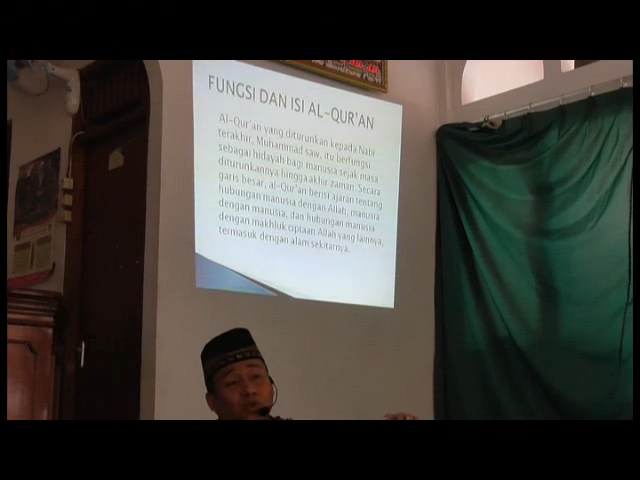 FUNGSI DAN ISI AL-QUR'AN
Al-Qur'an yang diturunkan kepada Nabi
terakhir, Muhammad saw, itu berfungsi
sebagai hidayah bagi manusia sejak masa
diturunkannya hingga akhir zaman. Secara
garis besar, al-Qur'an berisi ajaran tentang
hubungan manusia dengan Allah, manusia
dengan manusia, dan hubungan manusia
dengan makhluk ciptaan Allah yang lainnya,
termasuk dengan alam sekitarnya.